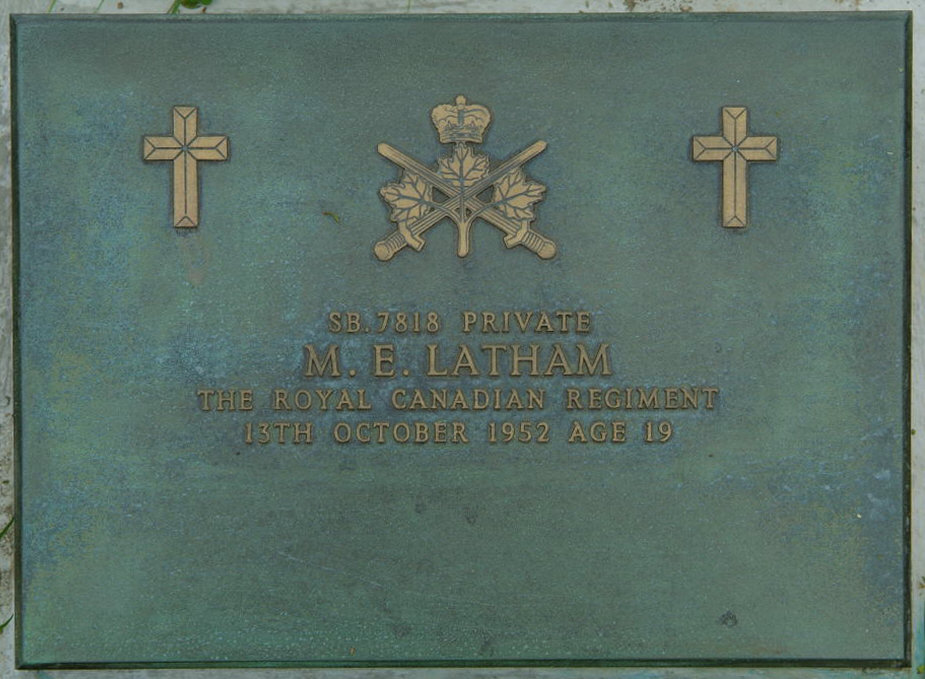 SB. 7818 PRIVATE
M. E. LATHAM
THE ROYAL CANADIAN REGIMENT
13TH OCTOBER 1952 AGE 19